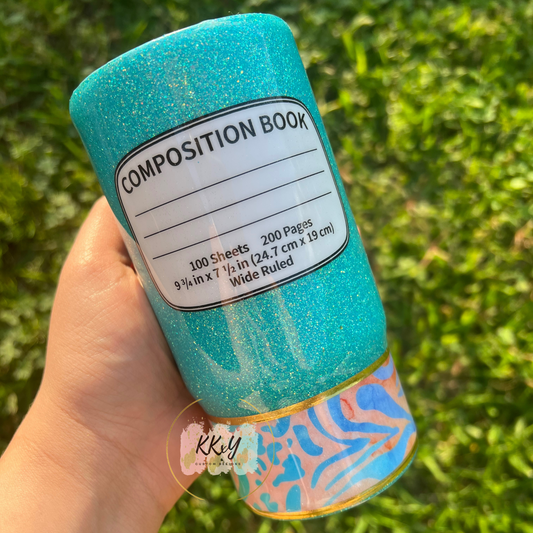 COMPOSITION BOOK
100 Sheets 200 Pages
9 ¾ in x 7 ½ in (24.7 cm x 19 cm)
Wide Ruled
KKxY